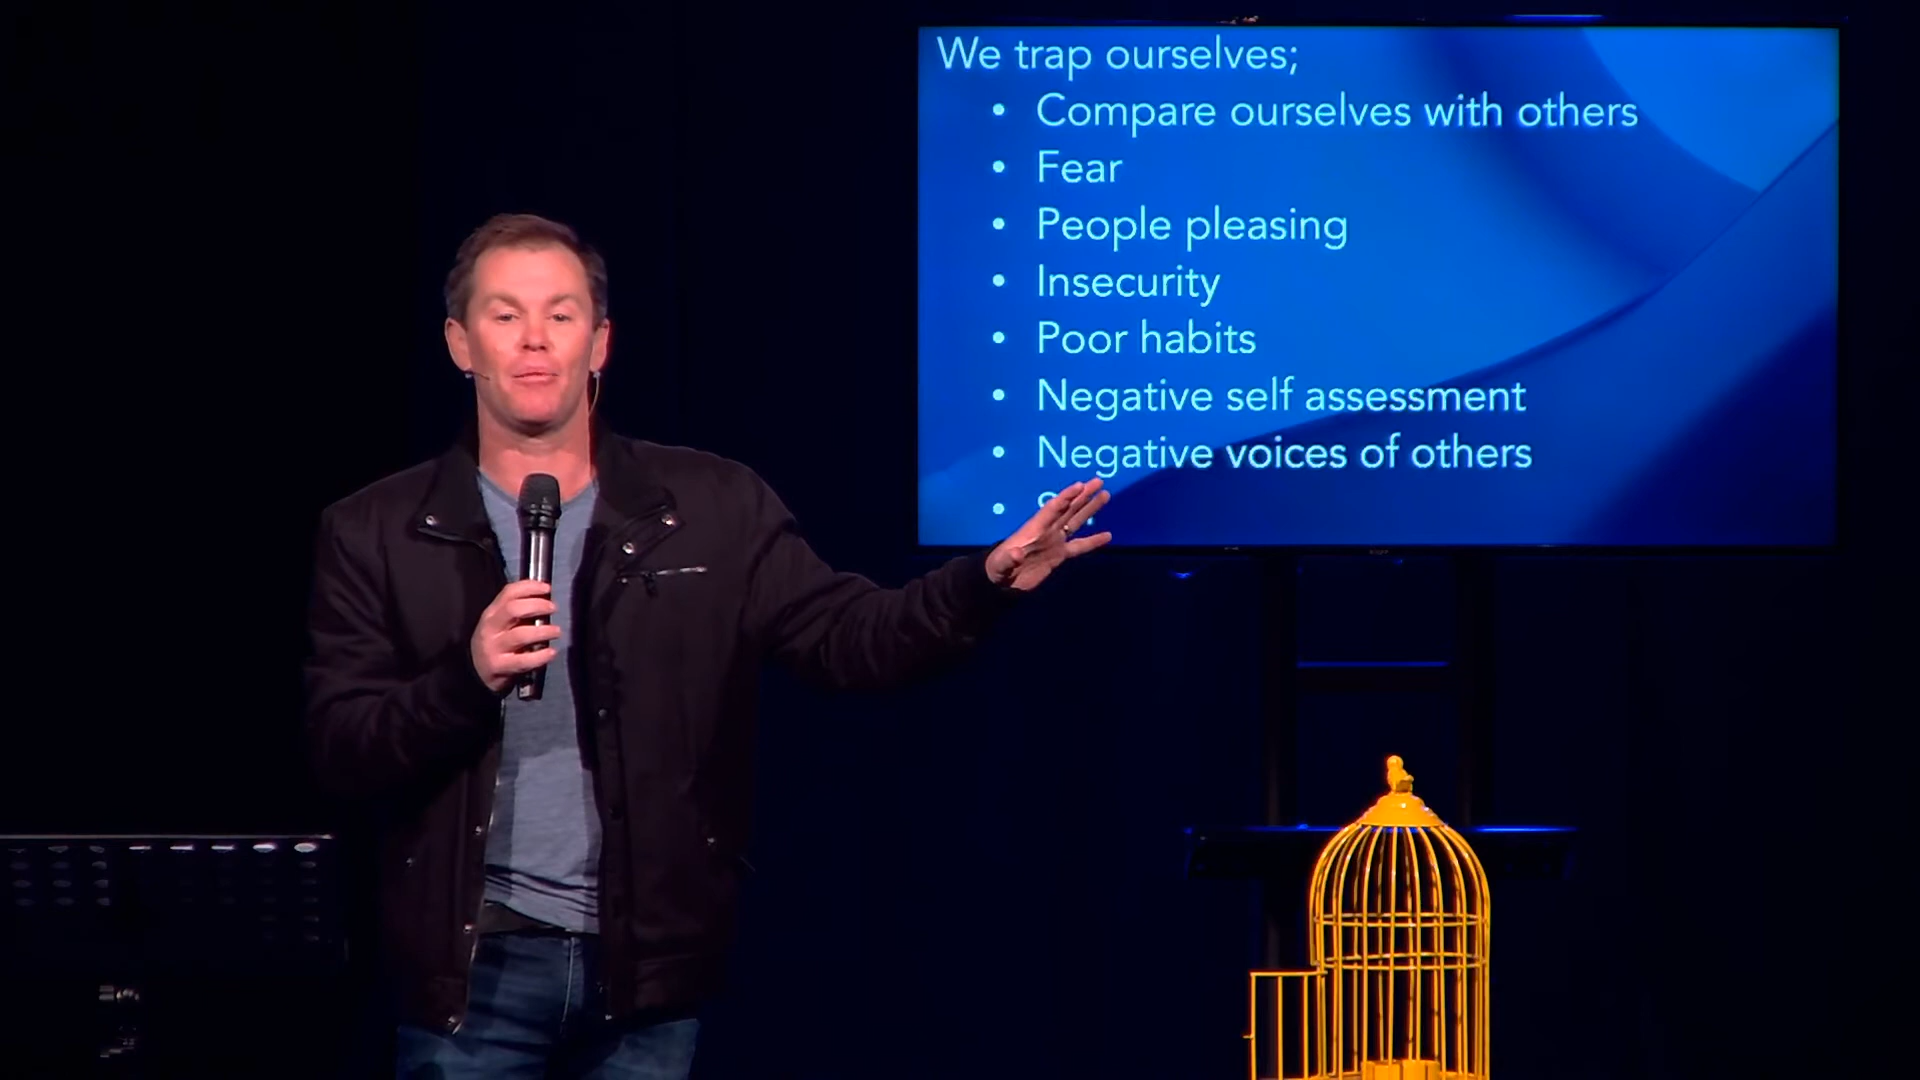 We trap ourselves;
• Compare ourselves with others
• Fear
• People pleasing
• Insecurity
• Poor habits
• Negative self assessment
• Negative voices of others